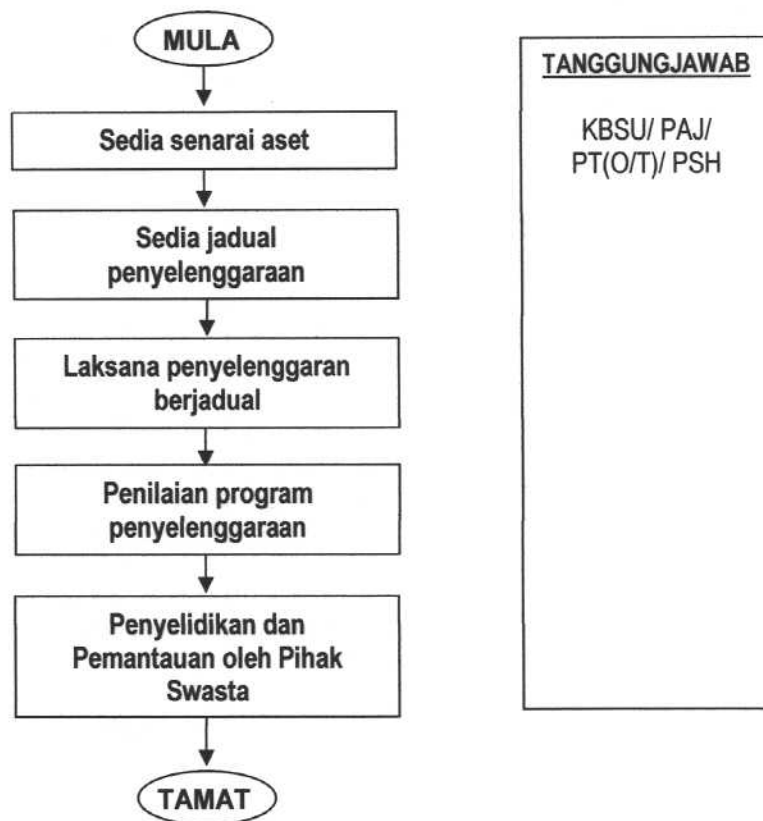 MULA
Sedia senarai aset
Sedia jadual
penyelenggaraan
Laksana penyelenggaran
berjadual
Penilaian program
penyelenggaraan
Penyelidikan dan
Pemantauan oleh Pihak
Swasta
TAMAT
TANGGUNGJAWAB
KBSU/ PAJ/
PT(O/T)/ PSH